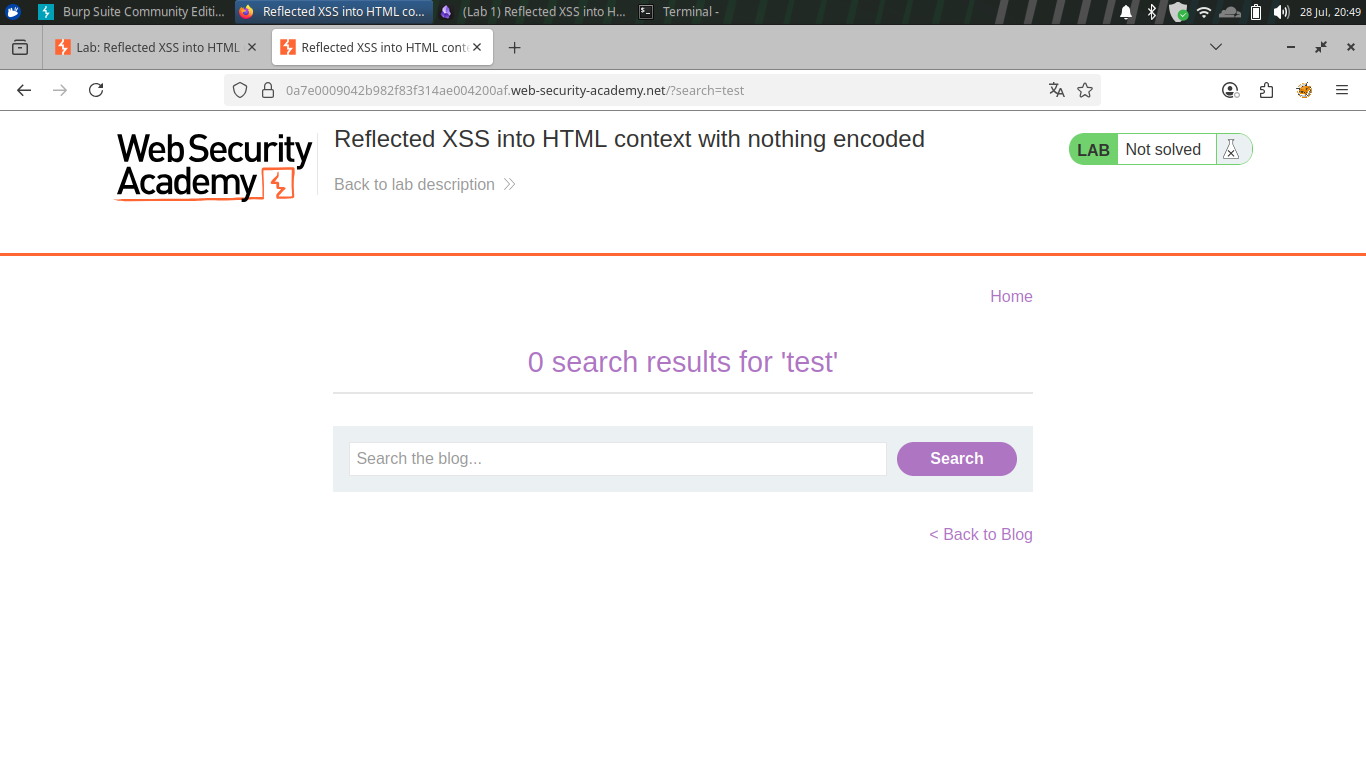 Burp Suite Community Editi...
Reflected XSS into HTML co...
(Lab 1) Reflected XSS into H...
Terminal -
28 Jul, 20:49
Lab: Reflected XSS into HTML
Reflected XSS into HTML cont
0a7e0009042b982f83f314ae004200af.web-security-academy.net/?search=test
Web Security
Academy
Reflected XSS into HTML context with nothing encoded
Back to lab description
LAB
Not solved
Home
0 search results for 'test'
Search the blog...
Search
< Back to Blog